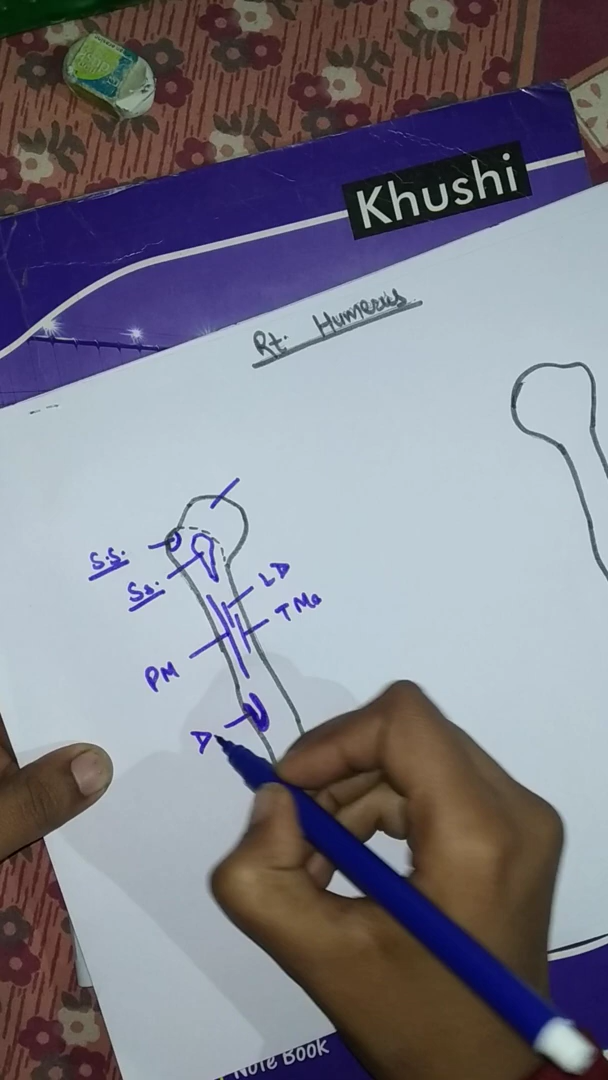 Khushi
Rt. Humerus
S.S.
Ss.
LD
TMa
PM
D
Note Book